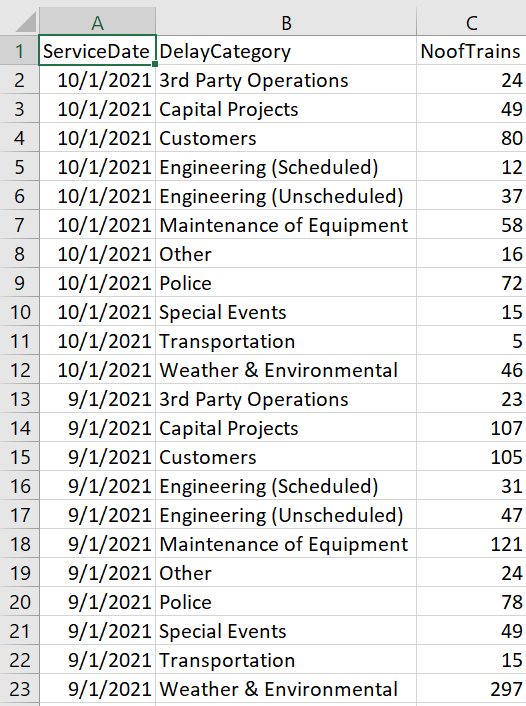 A B C
1 ServiceDate DelayCategory NoofTrains
2 10/1/2021 3rd Party Operations 24
3 10/1/2021 Capital Projects 49
4 10/1/2021 Customers 80
5 10/1/2021 Engineering (Scheduled) 12
6 10/1/2021 Engineering (Unscheduled) 37
7 10/1/2021 Maintenance of Equipment 58
8 10/1/2021 Other 16
9 10/1/2021 Police 72
10 10/1/2021 Special Events 15
11 10/1/2021 Transportation 5
12 10/1/2021 Weather & Environmental 46
13 9/1/2021 3rd Party Operations 23
14 9/1/2021 Capital Projects 107
15 9/1/2021 Customers 105
16 9/1/2021 Engineering (Scheduled) 31
17 9/1/2021 Engineering (Unscheduled) 47
18 9/1/2021 Maintenance of Equipment 121
19 9/1/2021 Other 24
20 9/1/2021 Police 78
21 9/1/2021 Special Events 49
22 9/1/2021 Transportation 15
23 9/1/2021 Weather & Environmental 297